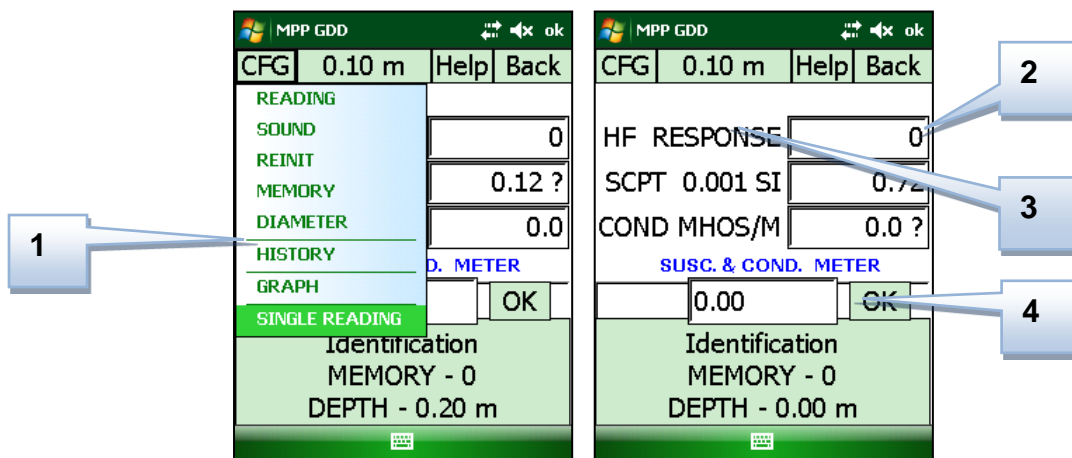 MPP GDD ok
CFG 0.10 m Help Back
READING
SOUND
REINIT
MEMORY
DIAMETER
HISTORY
GRAPH
SINGLE READING
0
0.12 ?
0.0
D. METER
OK
Identification
MEMORY - 0
DEPTH - 0.20 m
1
MPP GDD ok
CFG 0.10 m Help Back
HF RESPONSE 0
SCPT 0.001 SI 0.72
COND MHOS/M 0.0 ?
SUSC. & COND. METER
0.00 OK
Identification
MEMORY - 0
DEPTH - 0.00 m
2
3
4